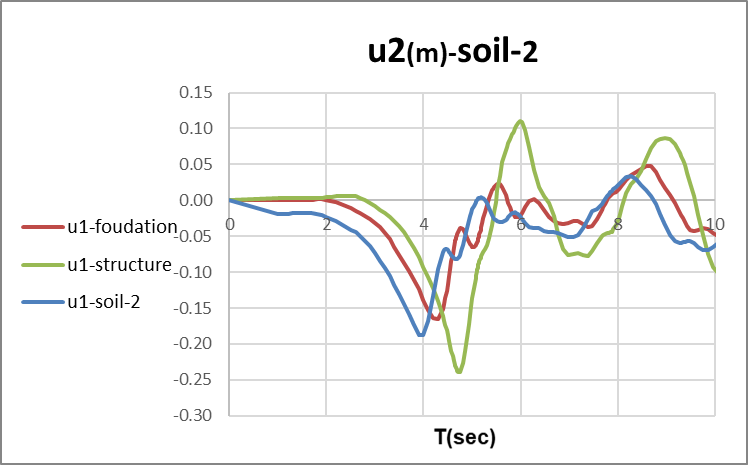 u2(m)-soil-2
0.15
0.10
0.05
0.00
-0.05
-0.10
-0.15
-0.20
-0.25
-0.30
0 2 4 6 8 10
u1-foudation
u1-structure
u1-soil-2
T(sec)